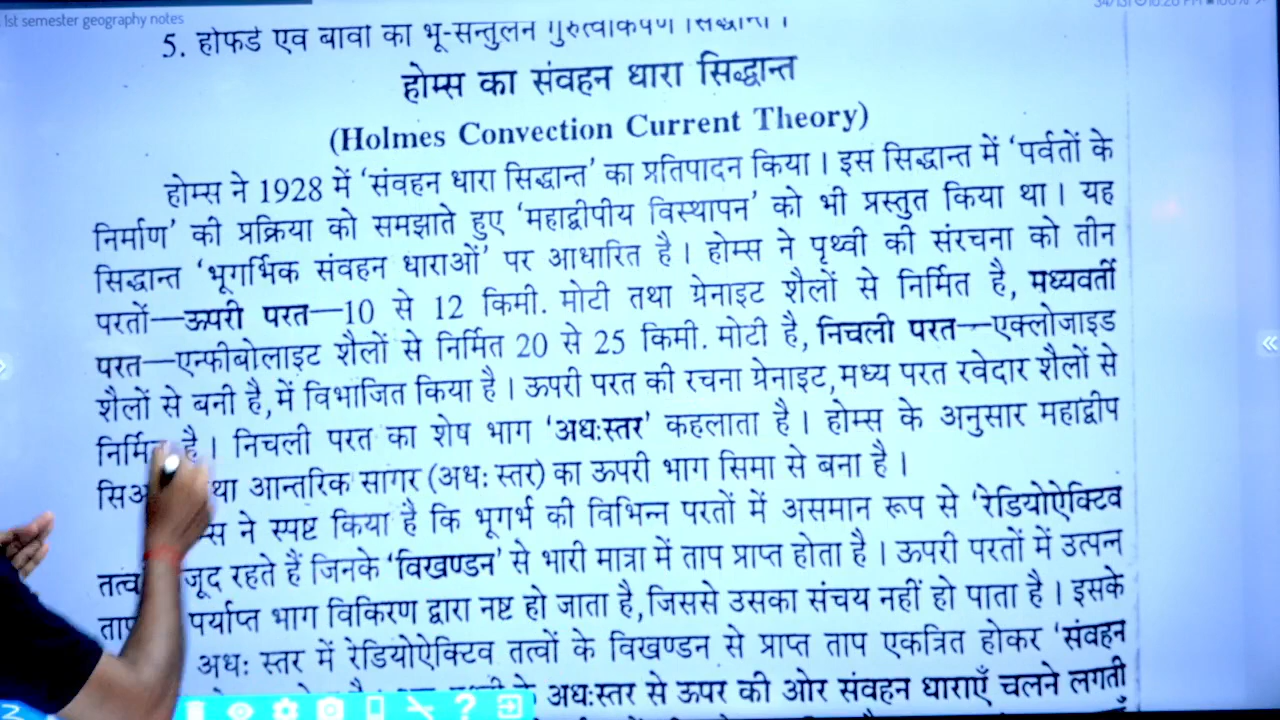 1st semester geography notes
5. होफर्ड एवं बावी का भू-सन्तुलन गुरुत्वाकर्षण सिद्धान्त ।
होम्स का संवहन धारा सिद्धान्त
(Holmes Convection Current Theory)
होम्स ने 1928 में ‘संवहन धारा सिद्धान्त’ का प्रतिपादन किया । इस सिद्धान्त में ‘पर्वतों के
निर्माण’ की प्रक्रिया को समझाते हुए ‘महाद्वीपीय विस्थापन’ को भी प्रस्तुत किया था । यह
सिद्धान्त ‘भूगर्भिक संवहन धाराओं’ पर आधारित है । होम्स ने पृथ्वी की संरचना को तीन
परतों—ऊपरी परत—10 से 12 किमी. मोटी तथा ग्रेनाइट शैलों से निर्मित है, मध्यवर्ती
परत—एन्फीबोलाइट शैलों से निर्मित 20 से 25 किमी. मोटी है, निचली परत—एक्लोजाइड
शैलों से बनी है, में विभाजित किया है । ऊपरी परत की रचना ग्रेनाइट, मध्य परत रवेदार शैलों से
है । निचली परत का शेष भाग ‘अधःस्तर’ कहलाता है । होम्स के अनुसार महाद्वीप
आन्तरिक सागर (अधः स्तर) का ऊपरी भाग सिमा से बना है ।
ने स्पष्ट किया है कि भूगर्भ की विभिन्न परतों में असमान रूप से ‘रेडियोऐक्टिव
तत्व रहते हैं जिनके ‘विखण्डन’ से भारी मात्रा में ताप प्राप्त होता है । ऊपरी परतों में उत्पन्न
पर्याप्त भाग विकिरण द्वारा नष्ट हो जाता है, जिससे उसका संचय नहीं हो पाता है । इसके
अधः स्तर में रेडियोऐक्टिव तत्वों के विखण्डन से प्राप्त ताप एकत्रित होकर ‘संवहन
अधःस्तर से ऊपर की ओर संवहन धाराएँ चलने लगती